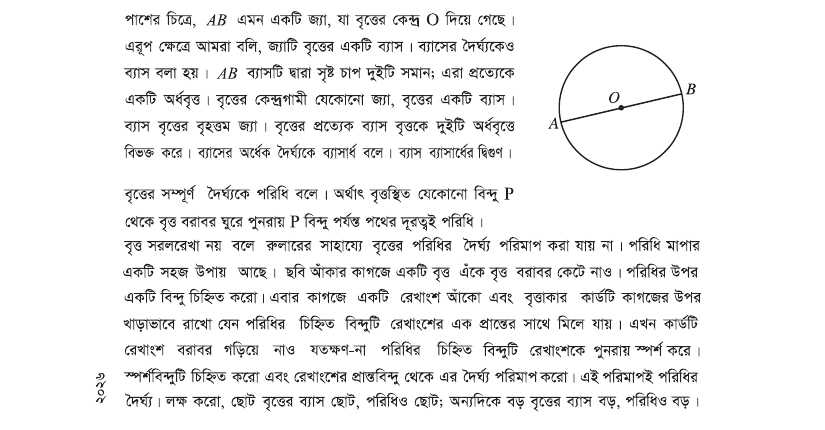 পাশের চিত্রে, AB এমন একটি জ্যা, যা বৃত্তের কেন্দ্র O দিয়ে গেছে।
এরূপ ক্ষেত্রে আমরা বলি, জ্যাটি বৃত্তের একটি ব্যাস। ব্যাসের দৈর্ঘ্যকেও
ব্যাস বলা হয়। AB ব্যাসটি দ্বারা সৃষ্ট চাপ দুইটি সমান; এরা প্রত্যেকে
একটি অর্ধবৃত্ত। বৃত্তের কেন্দ্রগামী যেকোনো জ্যা, বৃত্তের একটি ব্যাস।
ব্যাস বৃত্তের বৃহত্তম জ্যা। বৃত্তের প্রত্যেক ব্যাস বৃত্তকে দুইটি অর্ধবৃত্তে
বিভক্ত করে। ব্যাসের অর্ধেক দৈর্ঘ্যকে ব্যাসার্ধ বলে। ব্যাস ব্যাসার্ধের দ্বিগুণ।
O
B
A
বৃত্তের সম্পূর্ণ দৈর্ঘ্যকে পরিধি বলে। অর্থাৎ বৃত্তস্থিত যেকোনো বিন্দু P
থেকে বৃত্ত বরাবর ঘুরে পুনরায় P বিন্দু পর্যন্ত পথের দূরত্বই পরিধি।
বৃত্ত সরলরেখা নয় বলে রুলারের সাহায্যে বৃত্তের পরিধির দৈর্ঘ্য পরিমাপ করা যায় না। পরিধি মাপার
একটি সহজ উপায় আছে। ছবি আঁকার কাগজে একটি বৃত্ত এঁকে বৃত্ত বরাবর কেটে নাও। পরিধির উপর
একটি বিন্দু চিহ্নিত করো। এবার কাগজে একটি রেখাংশ আঁকো এবং বৃত্তাকার কার্ডটি কাগজের উপর
খাড়াভাবে রাখো যেন পরিধির চিহ্নিত বিন্দুটি রেখাংশের এক প্রান্তের সাথে মিলে যায়। এখন কার্ডটি
রেখাংশ বরাবর গড়িয়ে নাও যতক্ষণ-না পরিধির চিহ্নিত বিন্দুটি রেখাংশকে পুনরায় স্পর্শ করে।
স্পর্শবিন্দুটি চিহ্নিত করো এবং রেখাংশের প্রান্তবিন্দু থেকে এর দৈর্ঘ্য পরিমাপ করো। এই পরিমাপই পরিধির
দৈর্ঘ্য। লক্ষ করো, ছোট বৃত্তের ব্যাস ছোট, পরিধিও ছোট; অন্যদিকে বড় বৃত্তের ব্যাস বড়, পরিধিও বড়।
২০২৬